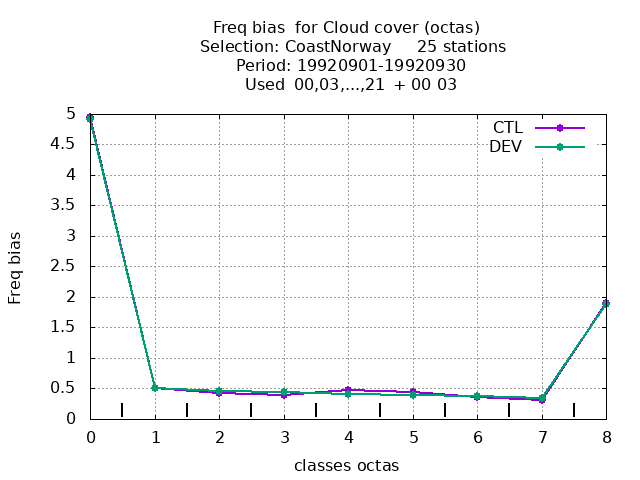 Freq bias  for Cloud cover (octas)
Selection: CoastNorway     25 stations
Period: 19920901-19920930
Used  00,03,...,21  + 00 03
CTL
DEV
5
4.5
4
3.5
3
2.5
2
1.5
1
0.5
0
Freq bias
0 1 2 3 4 5 6 7 8
classes octas